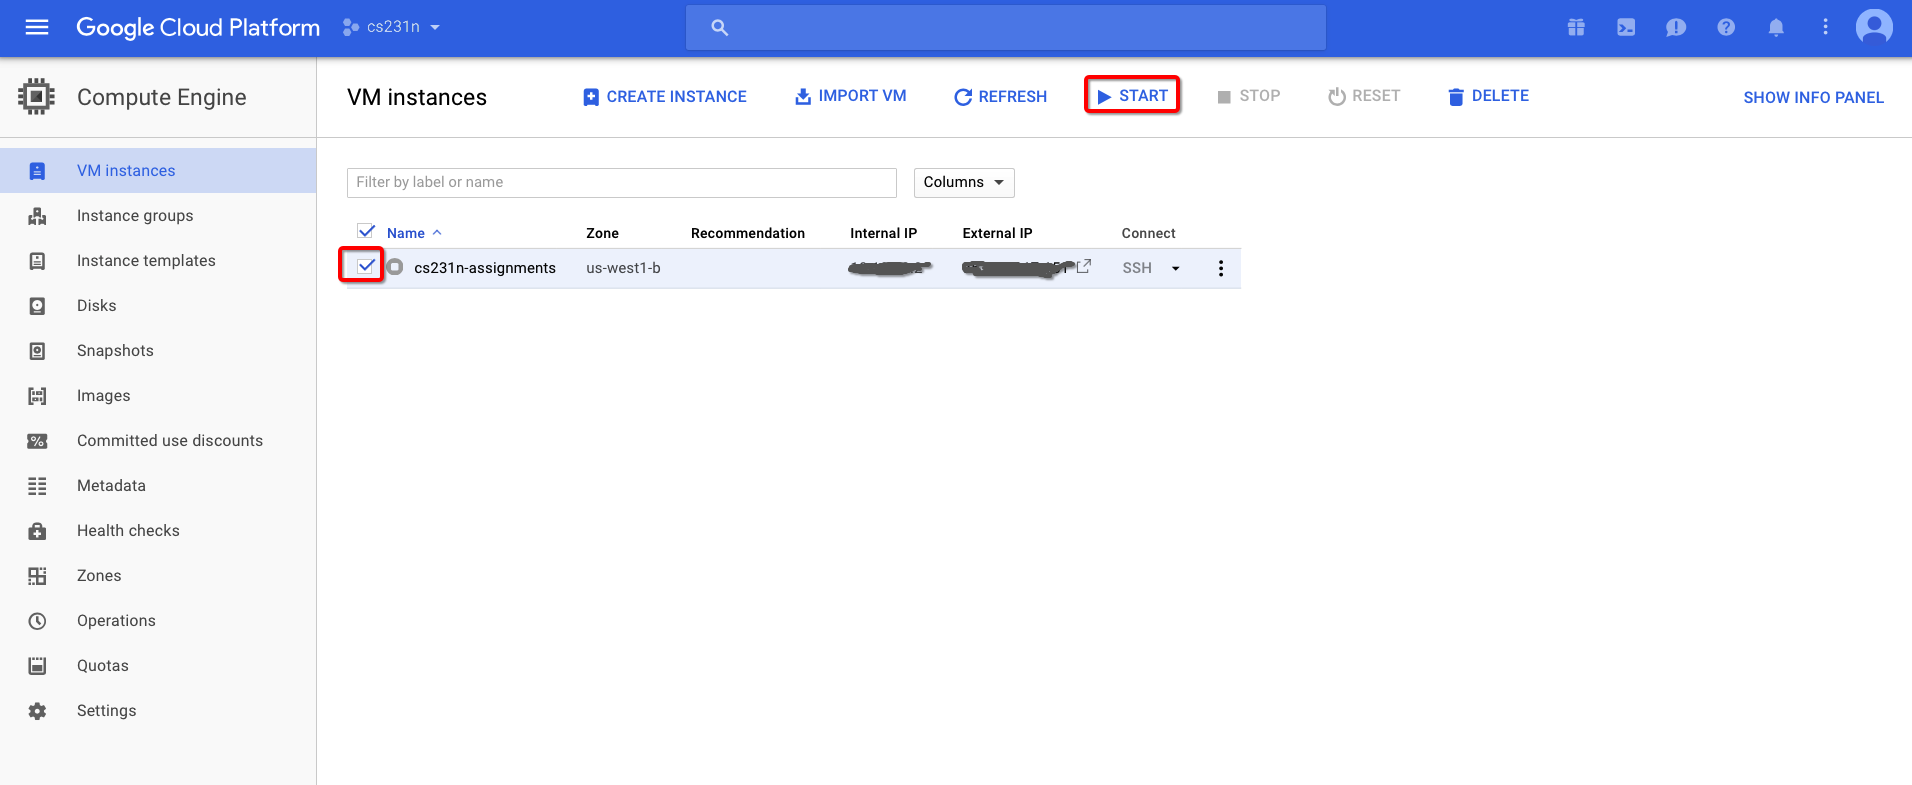 Google Cloud Platform cs231n
Compute Engine
VM instances CREATE INSTANCE IMPORT VM REFRESH START STOP RESET DELETE SHOW INFO PANEL
VM instances
Instance groups
Instance templates
Disks
Snapshots
Images
Committed use discounts
Metadata
Health checks
Zones
Operations
Quotas
Settings
Filter by label or name Columns
Name Zone Recommendation Internal IP External IP Connect
cs231n-assignments us-west1-b SSH